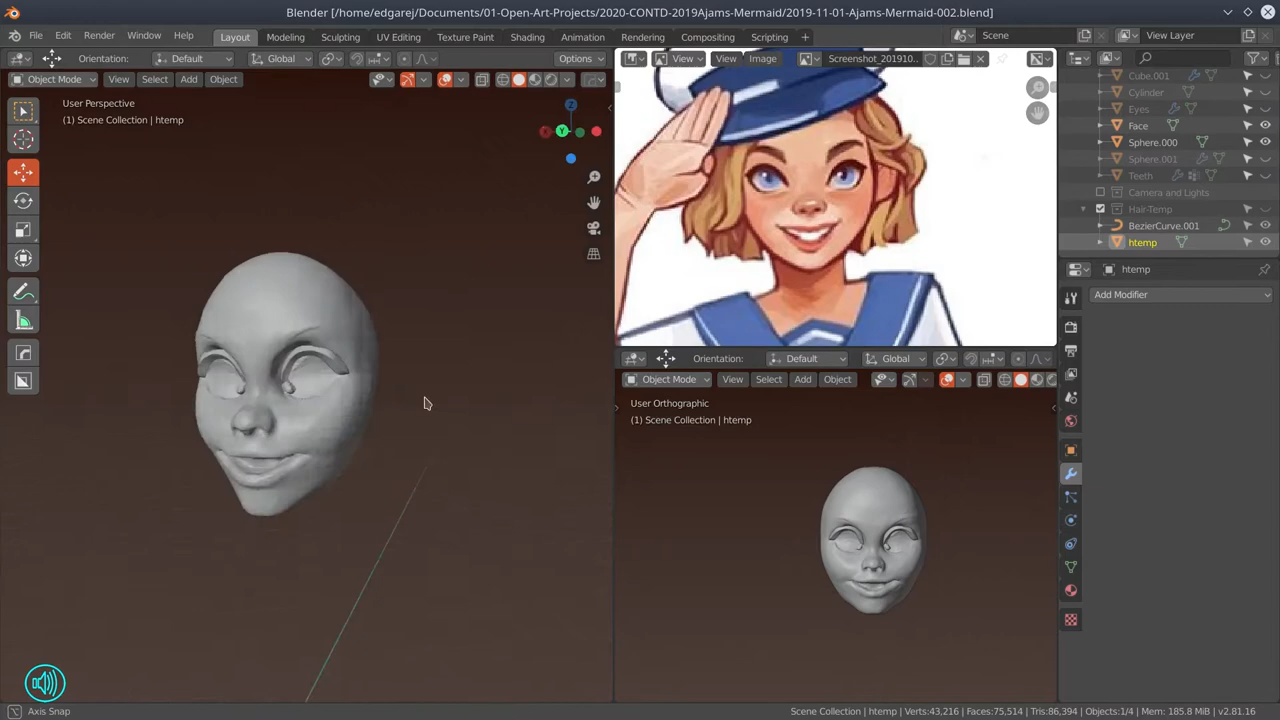 Blender [/home/edgarej/Documents/01-Open-Art-Projects/2020-CONTD-2019Ajams-Mermaid/2019-11-01-Ajams-Mermaid-002.blend]
File Edit Render Window Help Layout Modeling Sculpting UV Editing Texture Paint Shading Animation Rendering Compositing Scripting + Scene View Layer
Orientation: Default Global Options
Object Mode View Select Add Object
User Perspective
(1) Scene Collection | htemp
View View Image Screenshot_201910..
Orientation: Default Global
Object Mode View Select Add Object
User Orthographic
(1) Scene Collection | htemp
Cube.001
Cylinder
Eyes
Face
Sphere.000
Sphere.001
Teeth
Camera and Lights
Hair-Temp
BezierCurve.001
htemp
htemp
Add Modifier
Axis Snap
Scene Collection | htemp | Verts:43,216 | Faces:75,514 | Tris:86,394 | Objects:1/4 | Mem: 185.8 MiB | v2.81.16